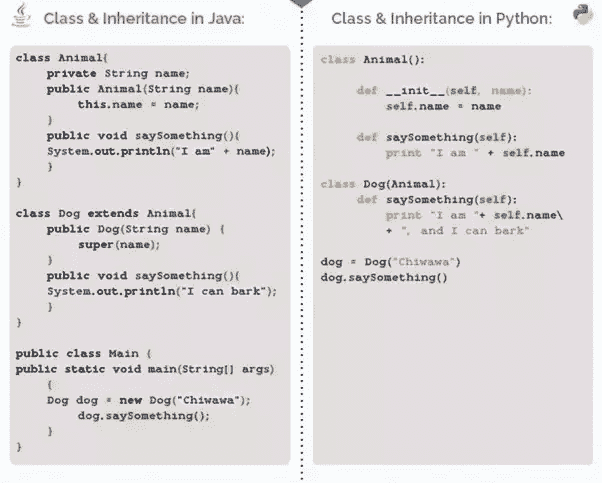 Class & Inheritance in Java:
class Animal{
private String name;
public Animal(String name){
this.name = name;
}
public void saySomething(){
System.out.println("I am" + name);
}
}
class Dog extends Animal{
public Dog(String name) {
super(name);
}
public void saySomething(){
System.out.println("I can bark");
}
}
public class Main {
public static void main(String[] args)
{
Dog dog = new Dog("Chiwawa");
dog.saySomething();
}
}
Class & Inheritance in Python:
class Animal():
def __init__(self, name):
self.name = name
def saySomething(self):
print "I am " + self.name
class Dog(Animal):
def saySomething(self):
print "I am "+ self.name\
+ ", and I can bark"
dog = Dog("Chiwawa")
dog.saySomething()